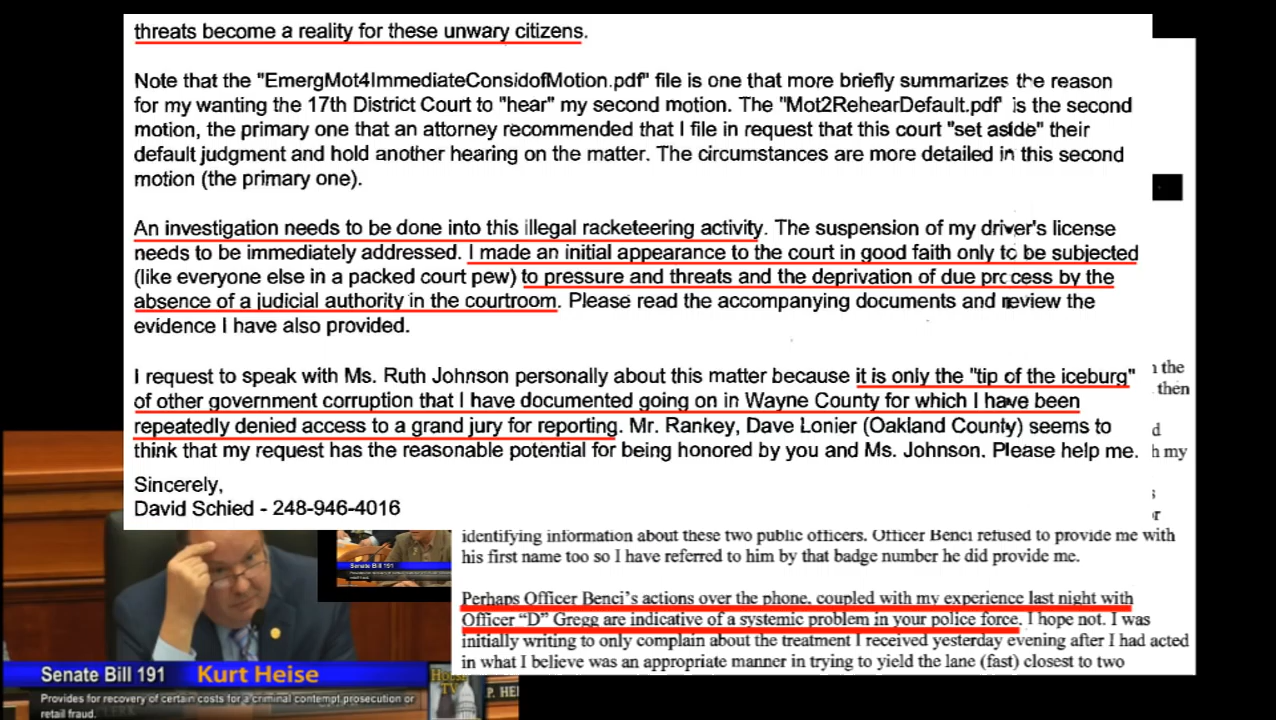 threats become a reality for these unwary citizens.
Note that the "EmergMot4ImmediateConsidofMotion.pdf" file is one that more briefly summarizes the reason
for my wanting the 17th District Court to "hear" my second motion. The "Mot2RehearDefault.pdf' is the second
motion, the primary one that an attorney recommended that I file in request that this court "set aside" their
default judgment and hold another hearing on the matter. The circumstances are more detailed in this second
motion (the primary one).
An investigation needs to be done into this illegal racketeering activity. The suspension of my driver's license
needs to be immediately addressed. I made an initial appearance to the court in good faith only to be subjected
(like everyone else in a packed court pew) to pressure and threats and the deprivation of due process by the
absence of a judicial authority in the courtroom. Please read the accompanying documents and review the
evidence I have also provided.
I request to speak with Ms. Ruth Johnson personally about this matter because it is only the "tip of the iceburg"
of other government corruption that I have documented going on in Wayne County for which I have been
repeatedly denied access to a grand jury for reporting. Mr. Rankey, Dave Lonier (Oakland County) seems to
think that my request has the reasonable potential for being honored by you and Ms. Johnson. Please help me.
Sincerely,
David Schied - 248-946-4016
the
then
my
identifying information about these two public officers. Officer Benci refused to provide me with
his first name too so I have referred to him by that badge number he did provide me.
Perhaps Officer Benci's actions over the phone, coupled with my experience last night with
Officer "D" Gregg are indicative of a systemic problem in your police force. I hope not. I was
initially writing to only complain about the treatment I received yesterday evening after I had acted
in what I believe was an appropriate manner in trying to yield the lane (fast) closest to two
Senate Bill 191
Senate Bill 191 Kurt Heise
Provides for recovery of certain costs for a criminal contempt prosecution or
retail fraud.
House
TV
P. HEI